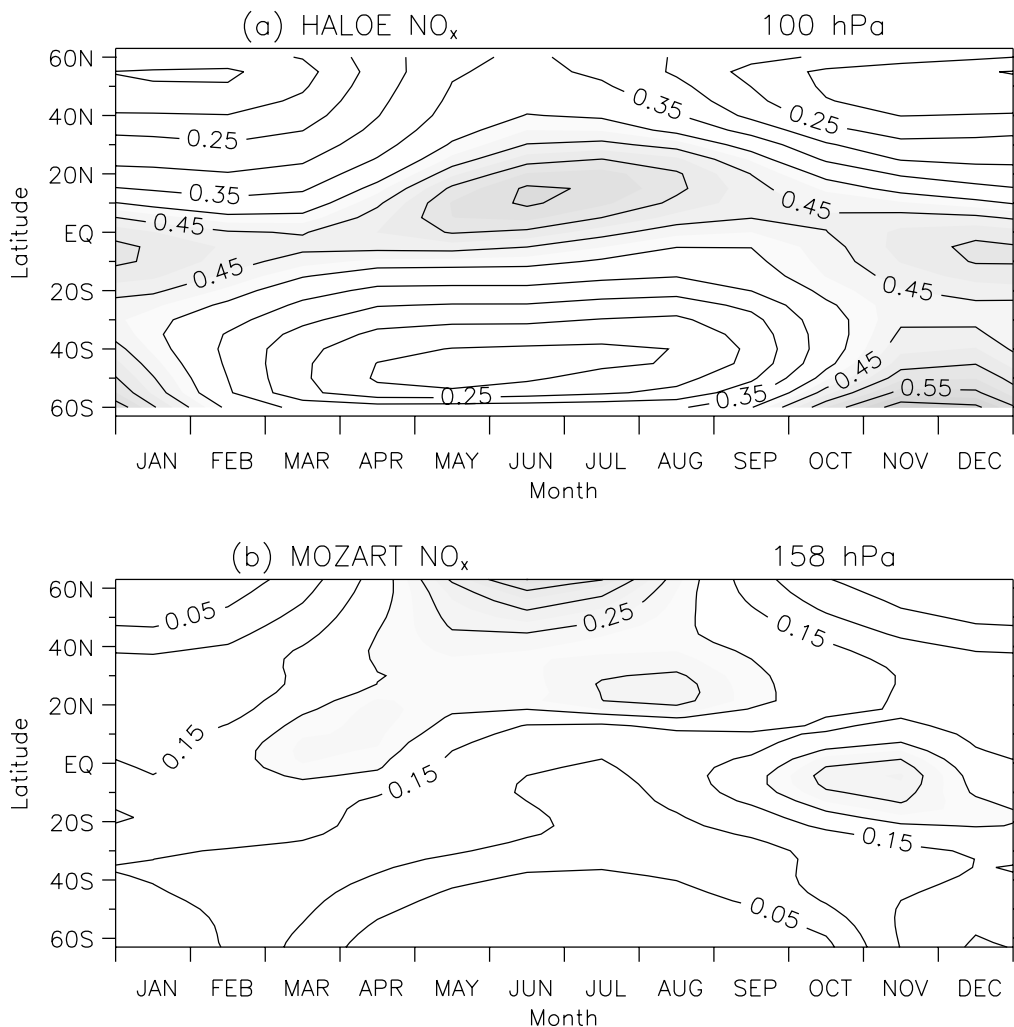 (a) HALOE NOx 100 hPa
60N
40N
20N
EQ
20S
40S
60S
Latitude
0.35
0.25
0.25
0.35
0.45
0.45
0.45
0.45
0.45
0.55
0.25
0.35
JAN FEB MAR APR MAY JUN JUL AUG SEP OCT NOV DEC
Month
(b) MOZART NOx 158 hPa
60N
40N
20N
EQ
20S
40S
60S
Latitude
0.05
0.25
0.15
0.15
0.15
0.15
0.05
JAN FEB MAR APR MAY JUN JUL AUG SEP OCT NOV DEC
Month